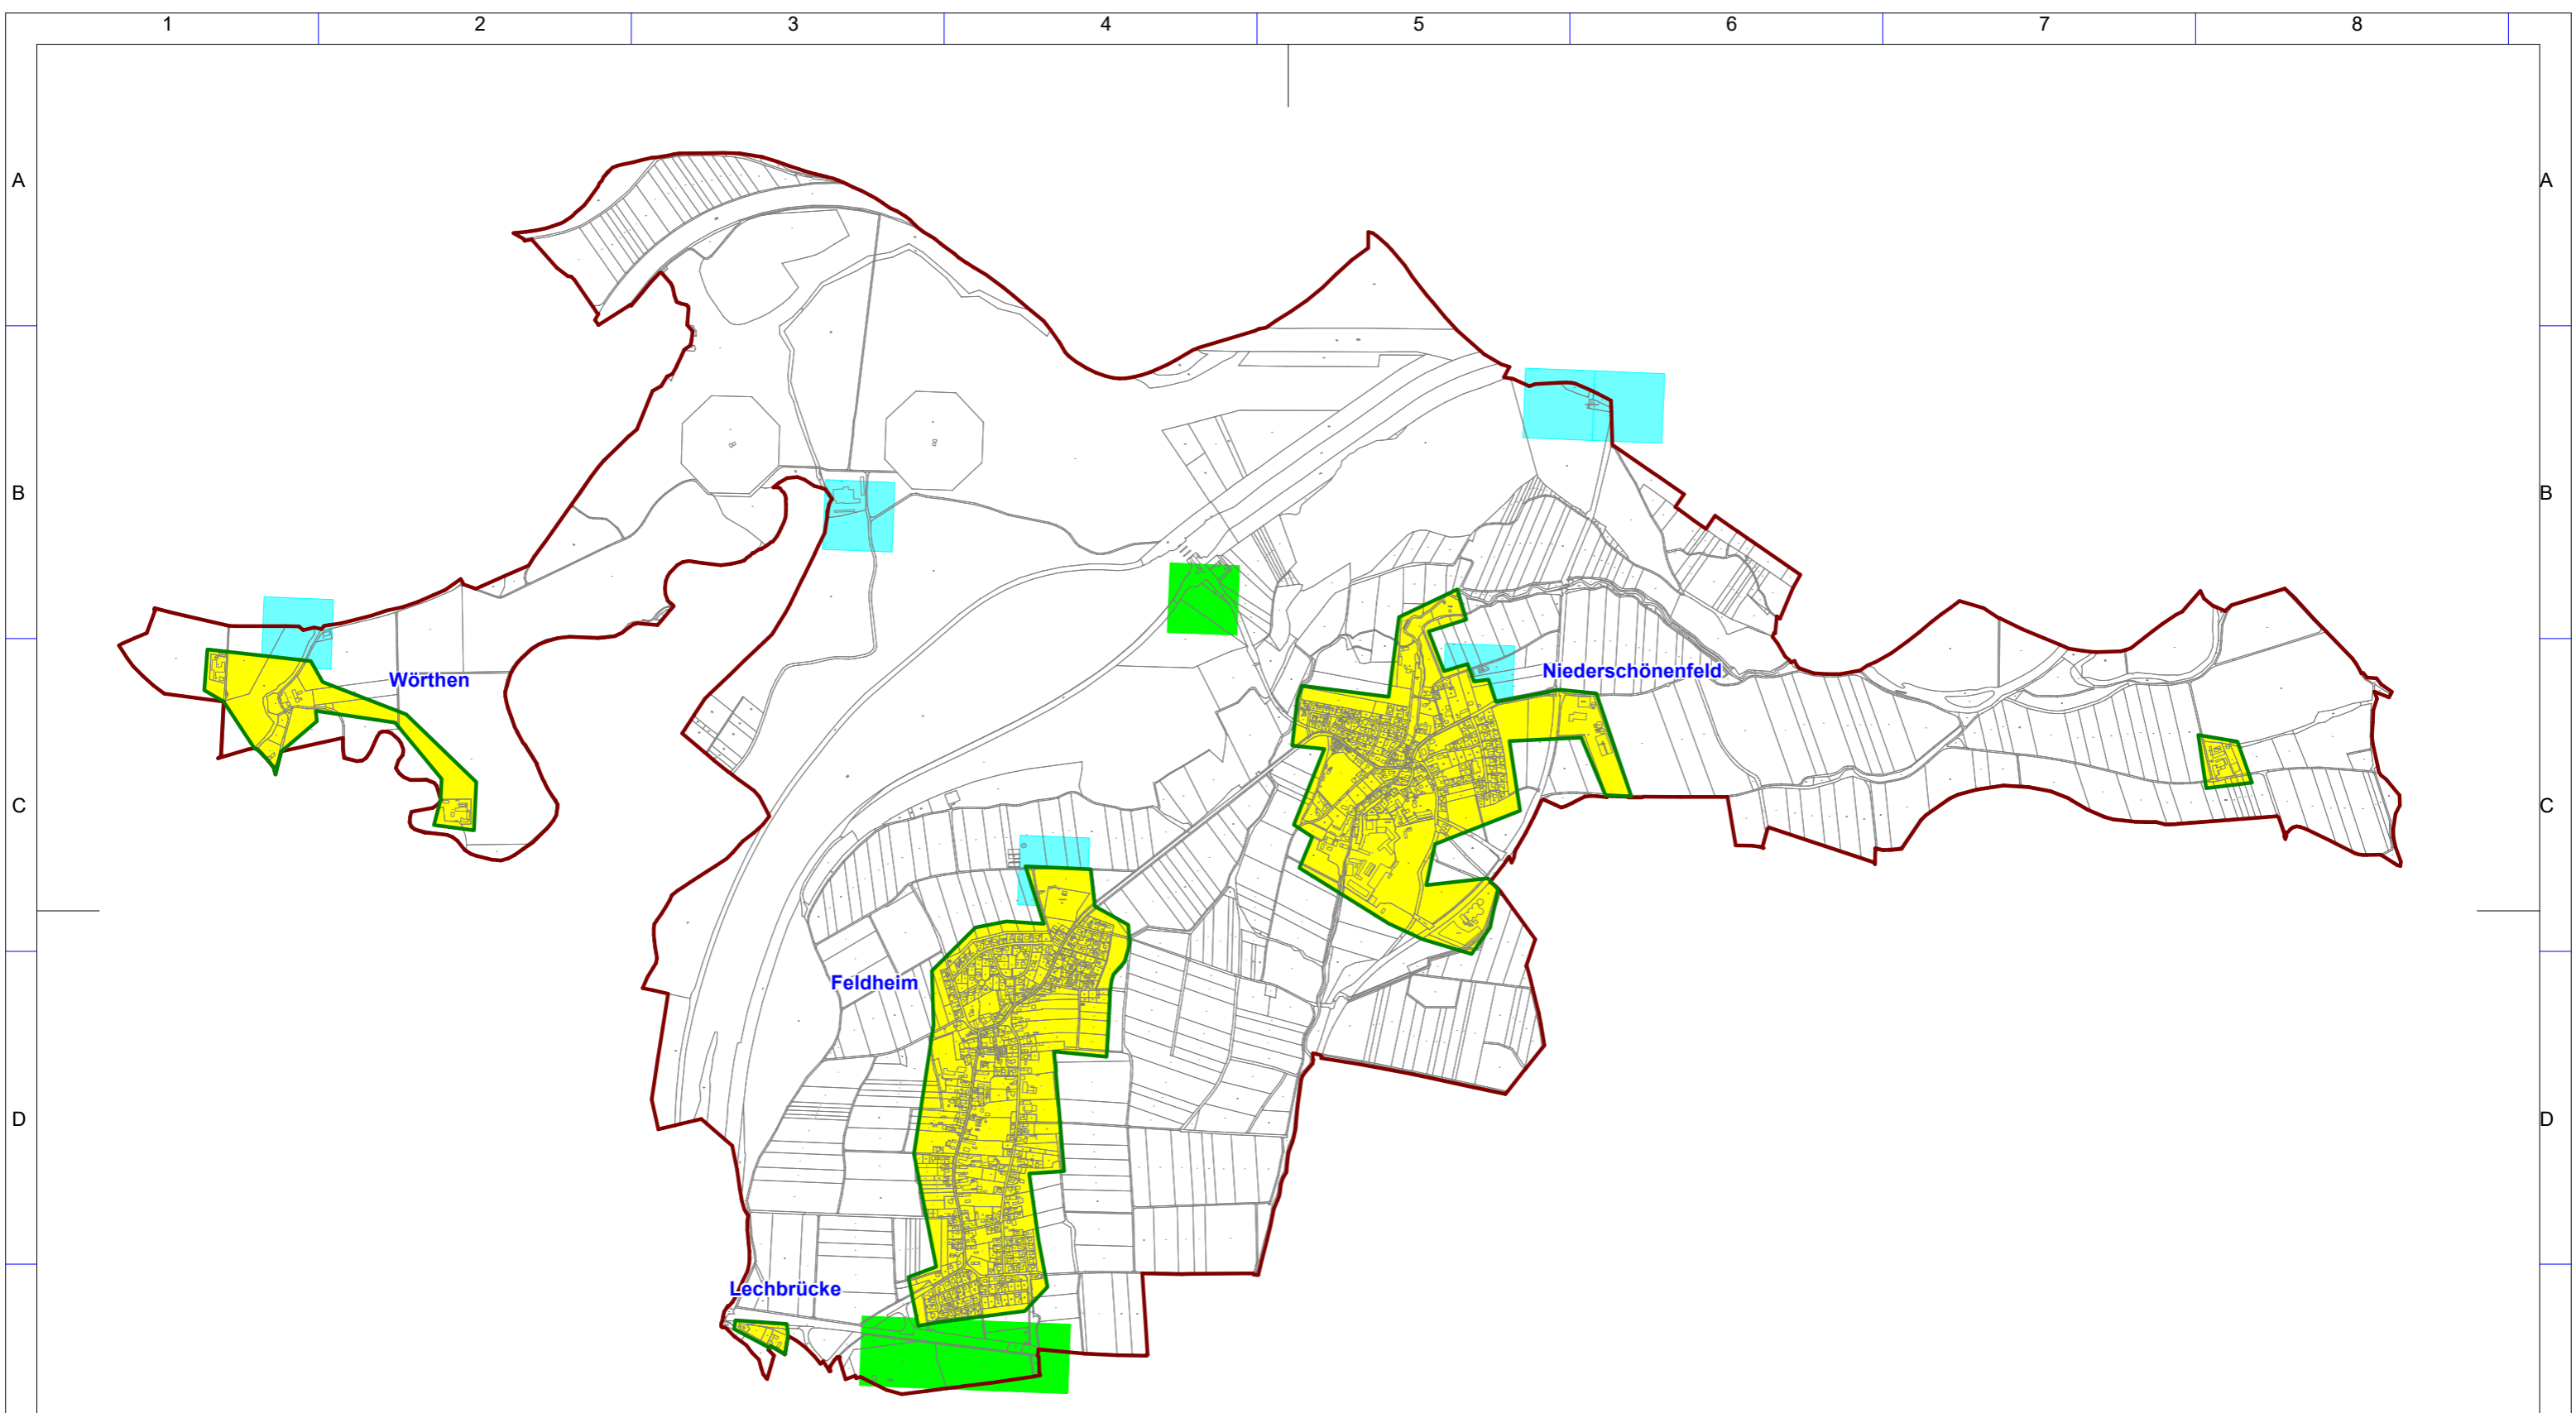 1 2 3 4 5 6 7 8
A A
B B
Wörthen Niederschönenfeld
C C
Feldheim
D D
Lechbrücke